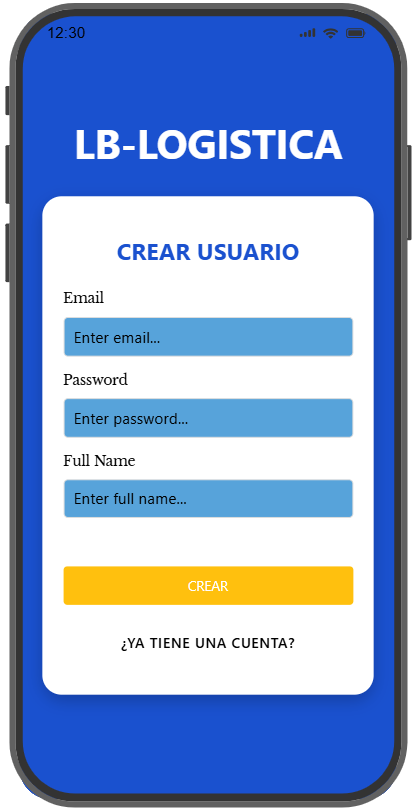 12:30
LB-LOGISTICA
CREAR USUARIO
Email
Enter email...
Password
Enter password...
Full Name
Enter full name...
CREAR
¿YA TIENE UNA CUENTA?